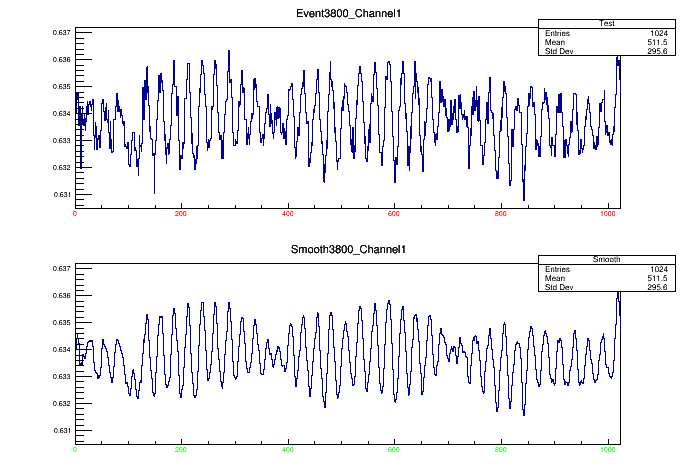 Event3800_Channel1
Test
Entries 1024
Mean 511.5
Std Dev 295.6
0.637
0.636
0.635
0.634
0.633
0.632
0.631
0 200 400 600 800 1000
Smooth3800_Channel1
Smooth
Entries 1024
Mean 511.5
Std Dev 295.6
0.637
0.636
0.635
0.634
0.633
0.632
0.631
0 200 400 600 800 1000